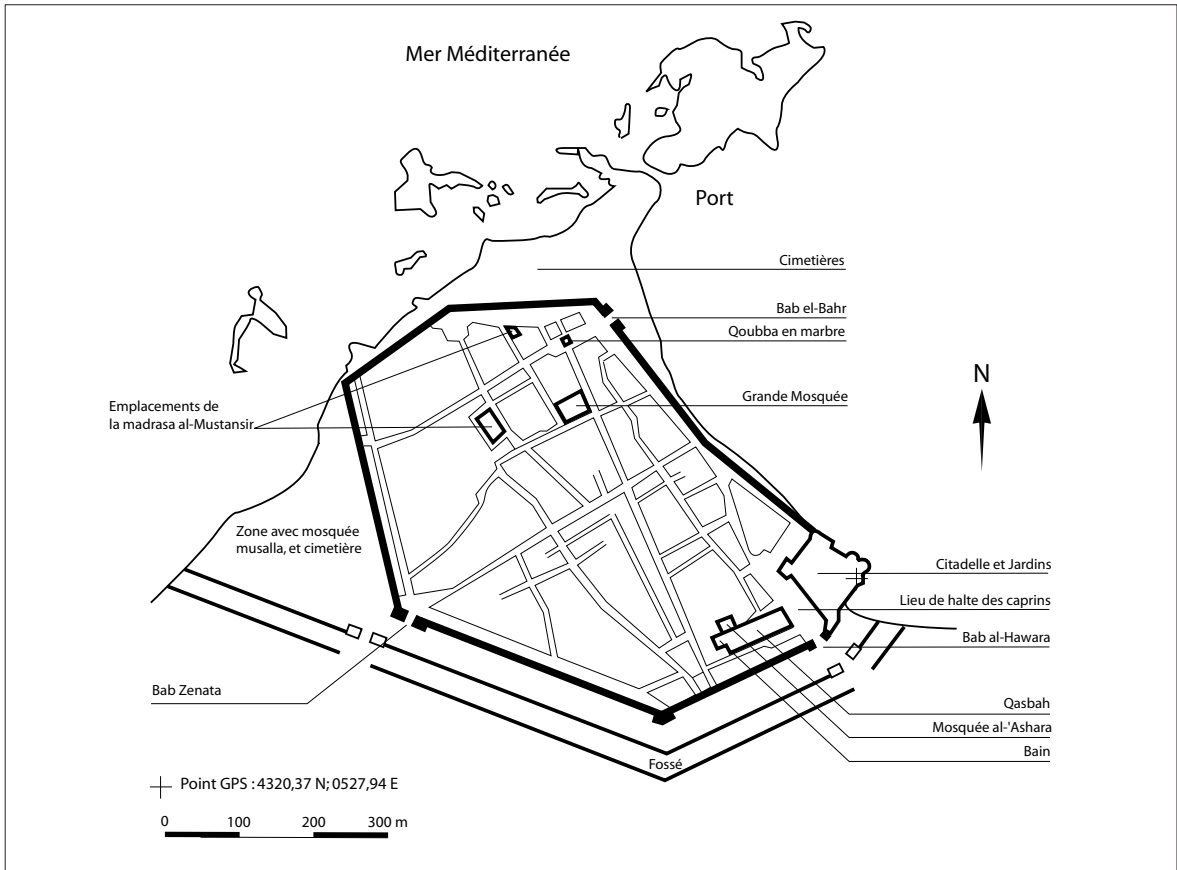 Mer Méditerranée
Port
Cimetières
Bab el-Bahr
Qoubba en marbre
N
Grande Mosquée
Emplacements de
la madrasa al-Mustansir
Zone avec mosquée
musalla, et cimetière
Citadelle et Jardins
Lieu de halte des caprins
Bab al-Hawara
Bab Zenata
Qasbah
Mosquée al-'Ashara
Bain
Fossé
Point GPS : 4320,37 N; 0527,94 E
0 100 200 300 m